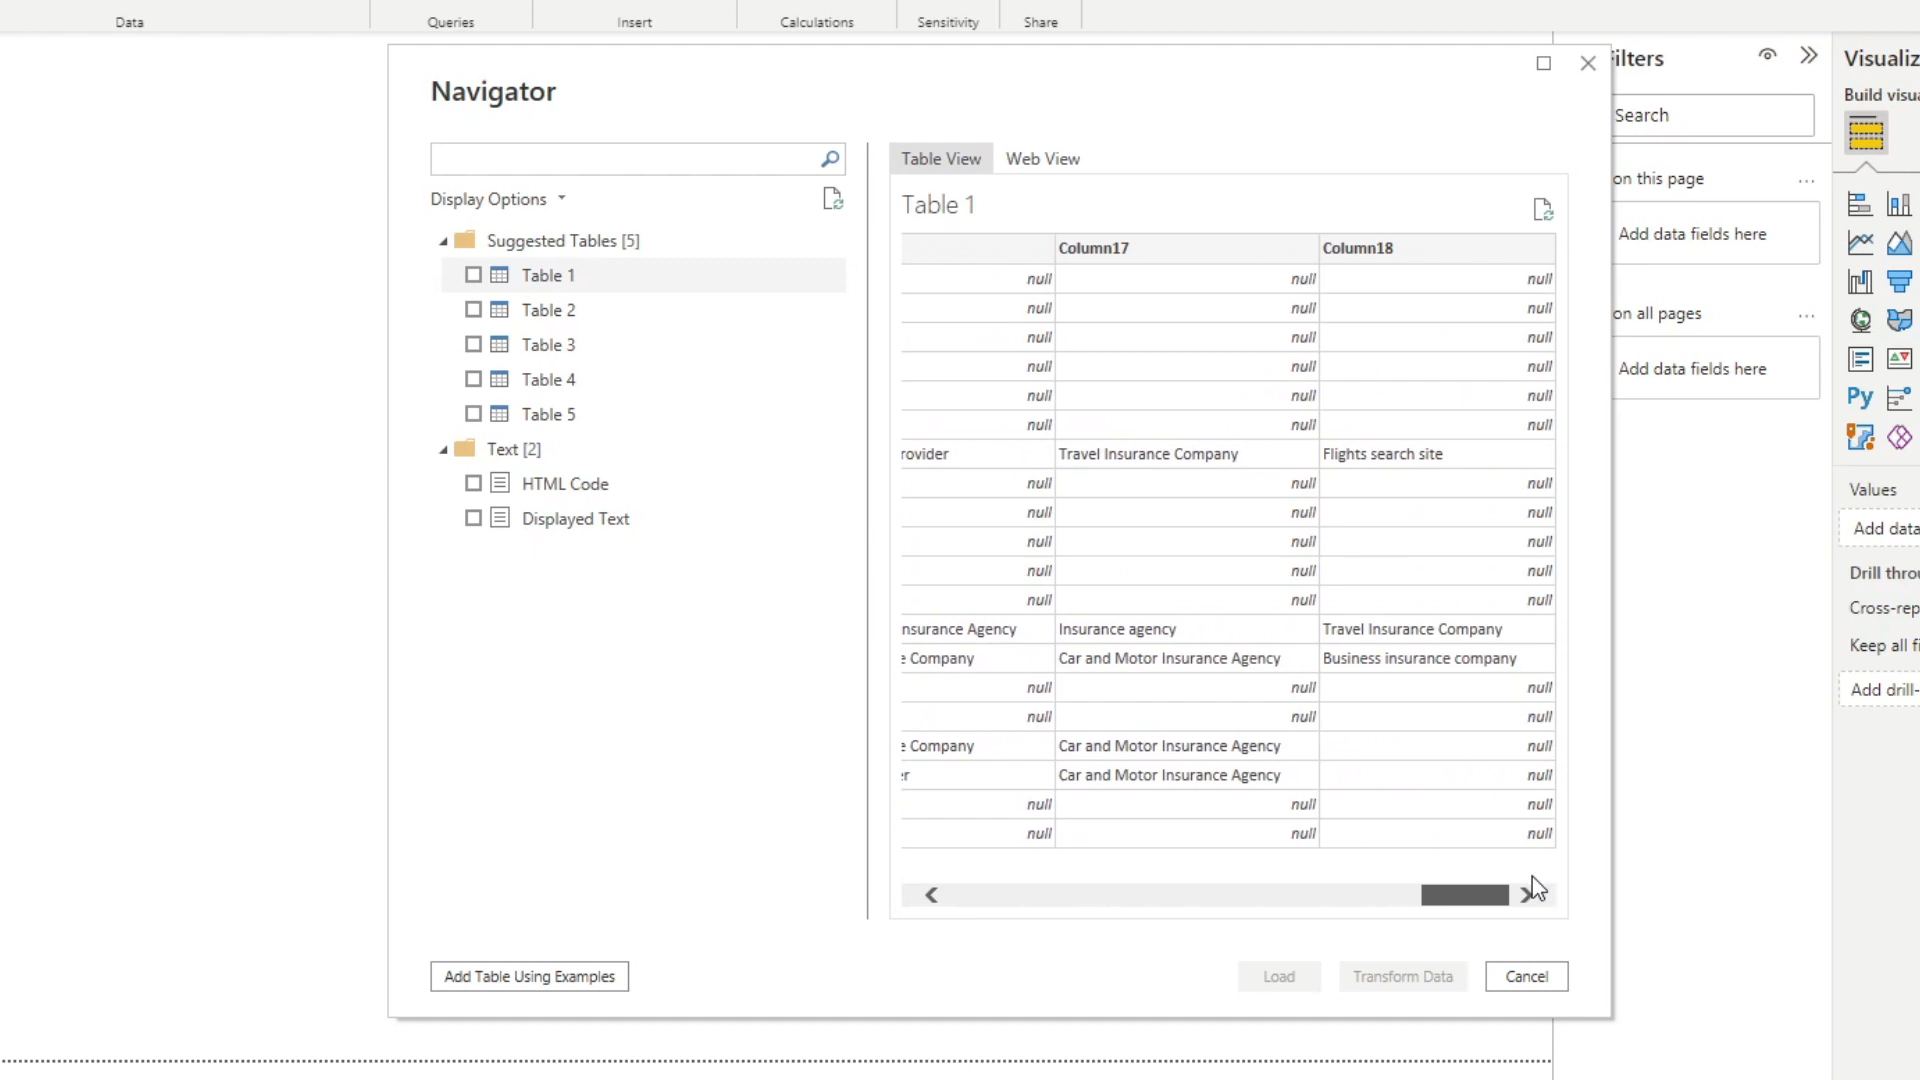 Data
Queries
Insert
Calculations
Sensitivity
Share
Navigator
Display Options
Suggested Tables [5]
Table 1
Table 2
Table 3
Table 4
Table 5
Text [2]
HTML Code
Displayed Text
Add Table Using Examples
Table View
Web View
Table 1
Column17 Column18
null null null
null null null
null null null
null null null
null null null
null null null
rovider Travel Insurance Company Flights search site
null null null
null null null
null null null
null null null
null null null
nsurance Agency Insurance agency Travel Insurance Company
e Company Car and Motor Insurance Agency Business insurance company
null null null
null null null
e Company Car and Motor Insurance Agency null
er Car and Motor Insurance Agency null
null null null
null null null
Load
Transform Data
Cancel
ilters
Search
on this page
...
Add data fields here
on all pages
...
Add data fields here
Visualiz
Build visua
Py
Values
Add data
Drill throu
Cross-rep
Keep all fi
Add drill-